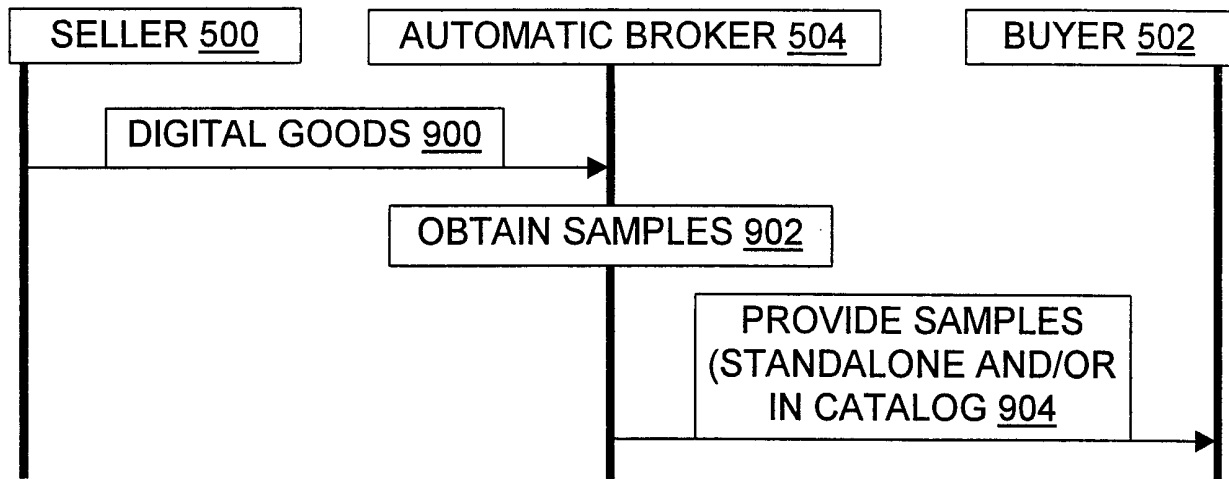 SELLER 500
AUTOMATIC BROKER 504
BUYER 502
DIGITAL GOODS 900
OBTAIN SAMPLES 902
PROVIDE SAMPLES
(STANDALONE AND/OR
IN CATALOG 904